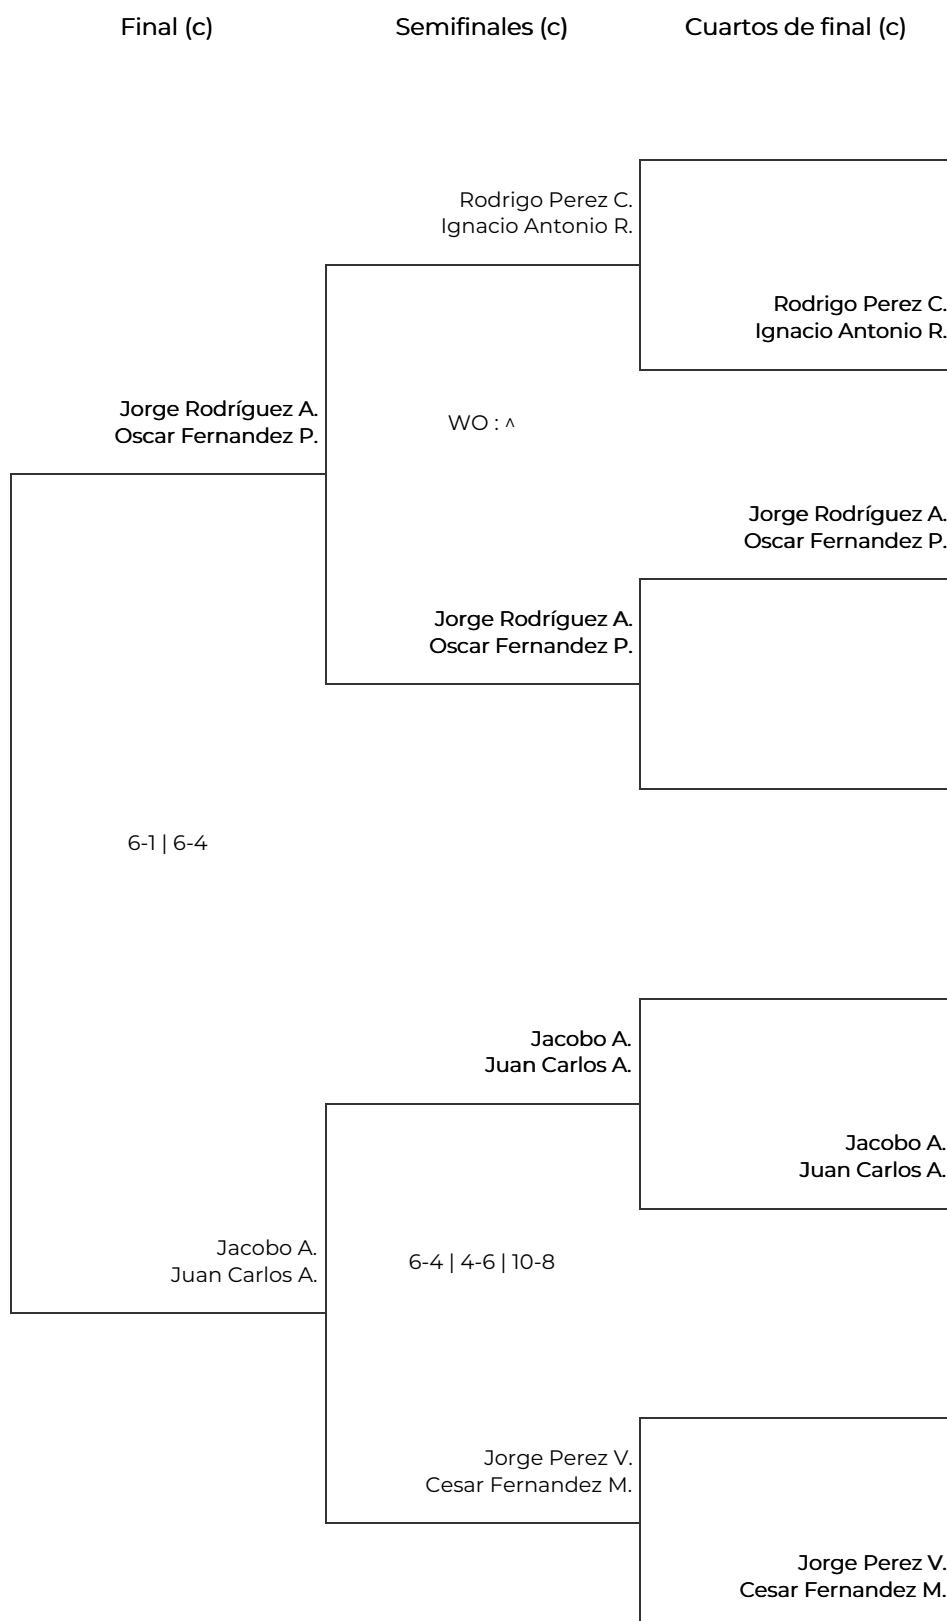 Final (c)
Semifinales (c)
Cuartos de final (c)
Rodrigo Perez C.
Ignacio Antonio R.
Rodrigo Perez C.
Ignacio Antonio R.
Jorge Rodríguez A.
Oscar Fernandez P.
WO : ^
Jorge Rodríguez A.
Oscar Fernandez P.
Jorge Rodríguez A.
Oscar Fernandez P.
6-1 | 6-4
Jacobo A.
Juan Carlos A.
Jacobo A.
Juan Carlos A.
Jacobo A.
Juan Carlos A.
6-4 | 4-6 | 10-8
Jorge Perez V.
Cesar Fernandez M.
Jorge Perez V.
Cesar Fernandez M.